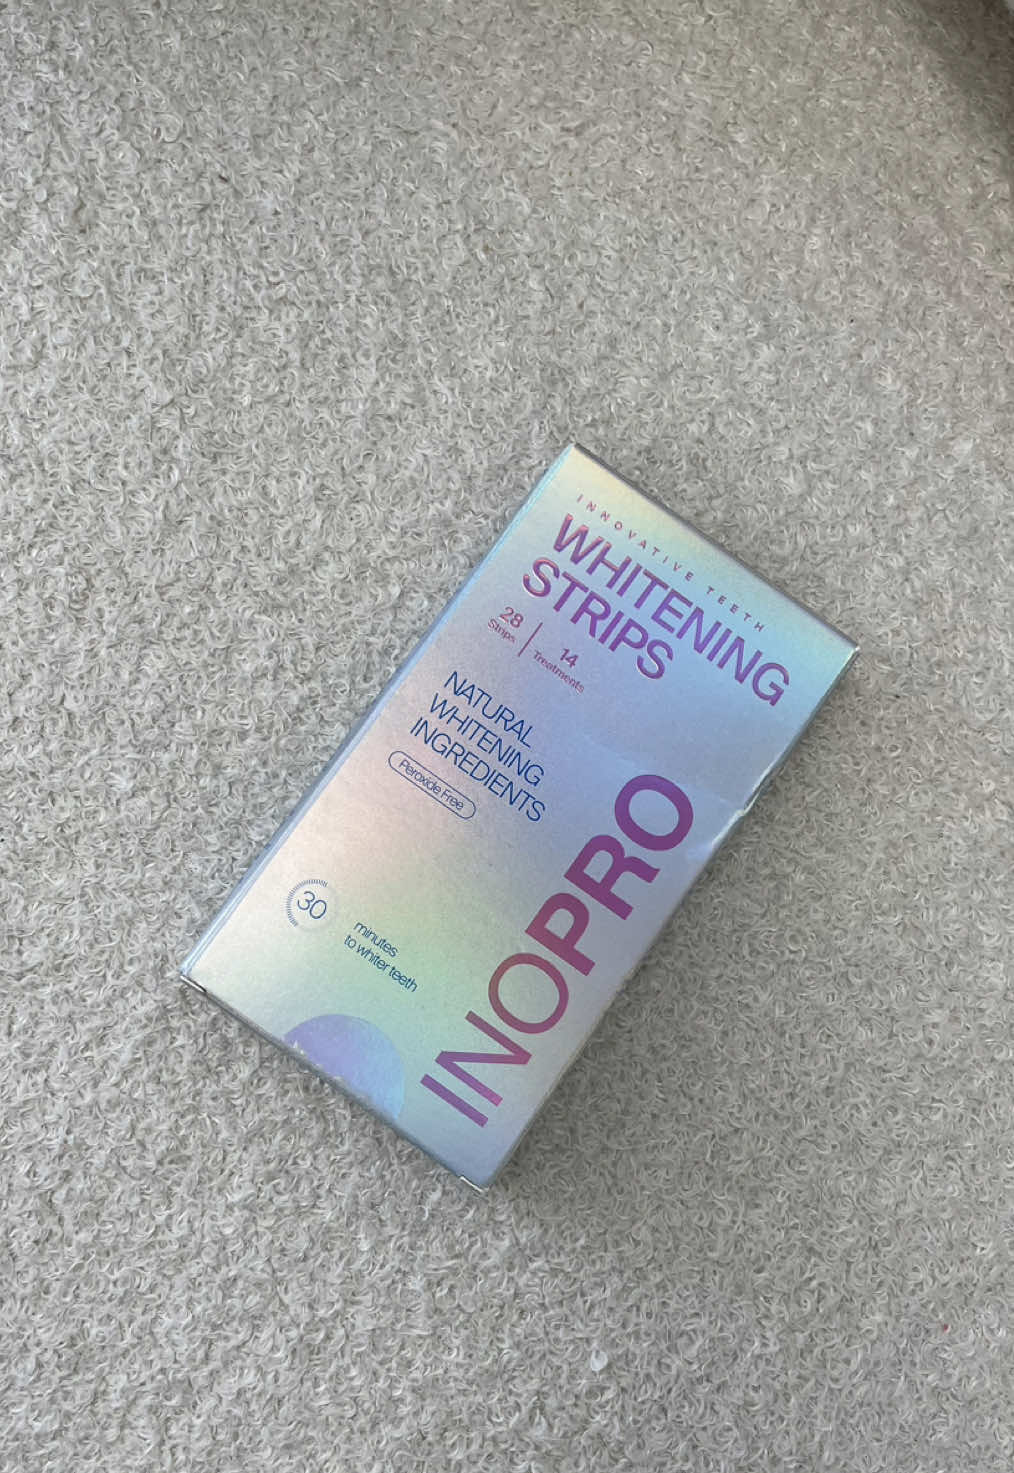 INNOVATIVE TEETH
WHITENING
STRIPS
28
Strips
14
Treatments
NATURAL
WHITENING
INGREDIENTS
Peroxide Free
30
minutes
to whiter teeth
INOPRO